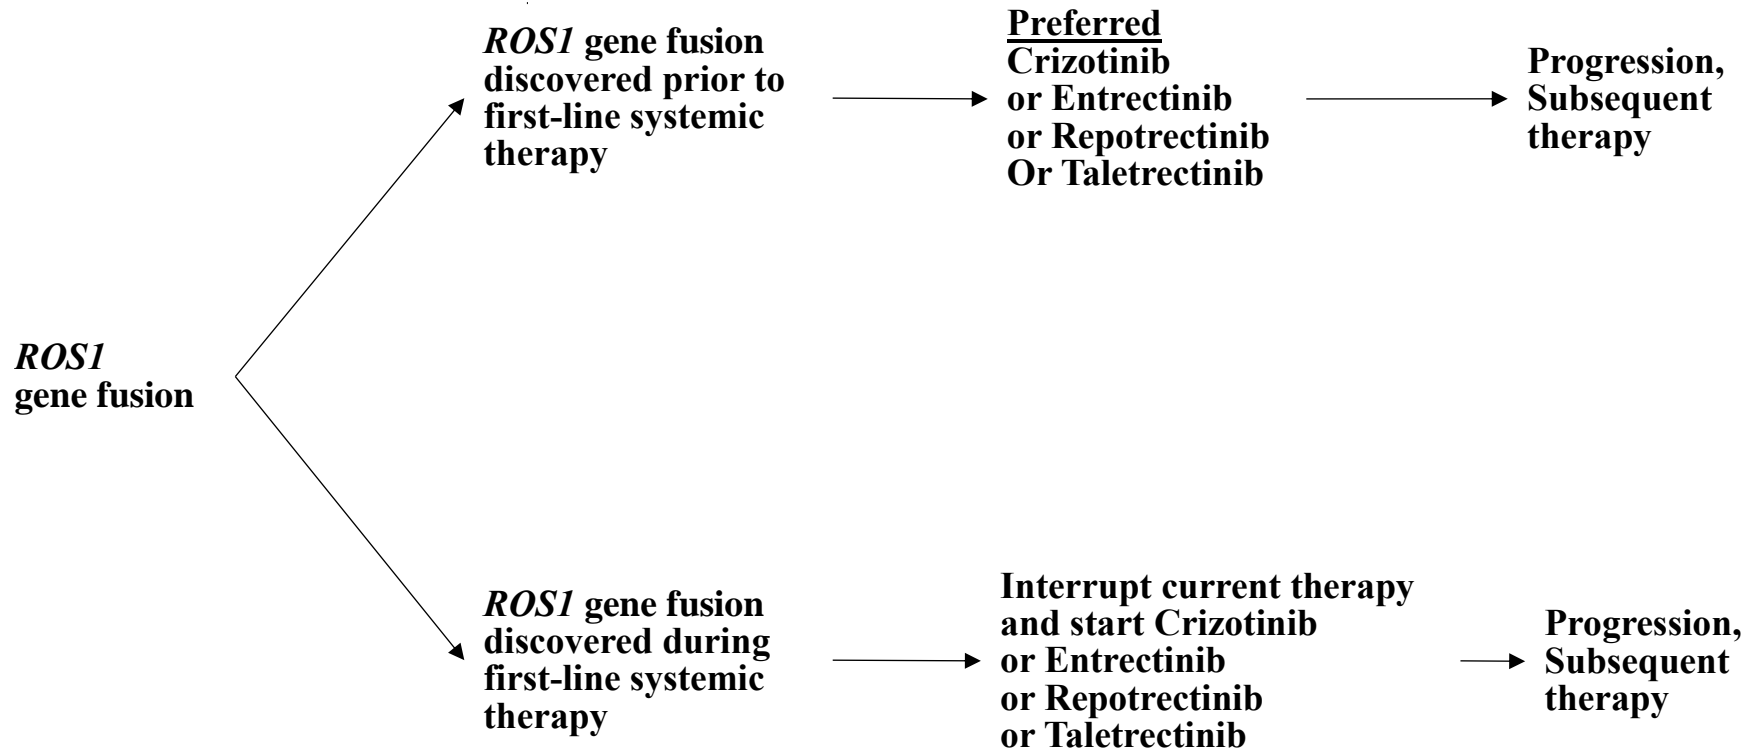 ROS1
gene fusion
ROS1 gene fusion
discovered prior to
first-line systemic
therapy
Preferred
Crizotinib
or Entrectinib
or Repotrectinib
Or Taletrectinib
Progression,
Subsequent
therapy
ROS1 gene fusion
discovered during
first-line systemic
therapy
Interrupt current therapy
and start Crizotinib
or Entrectinib
or Repotrectinib
or Taletrectinib
Progression,
Subsequent
therapy